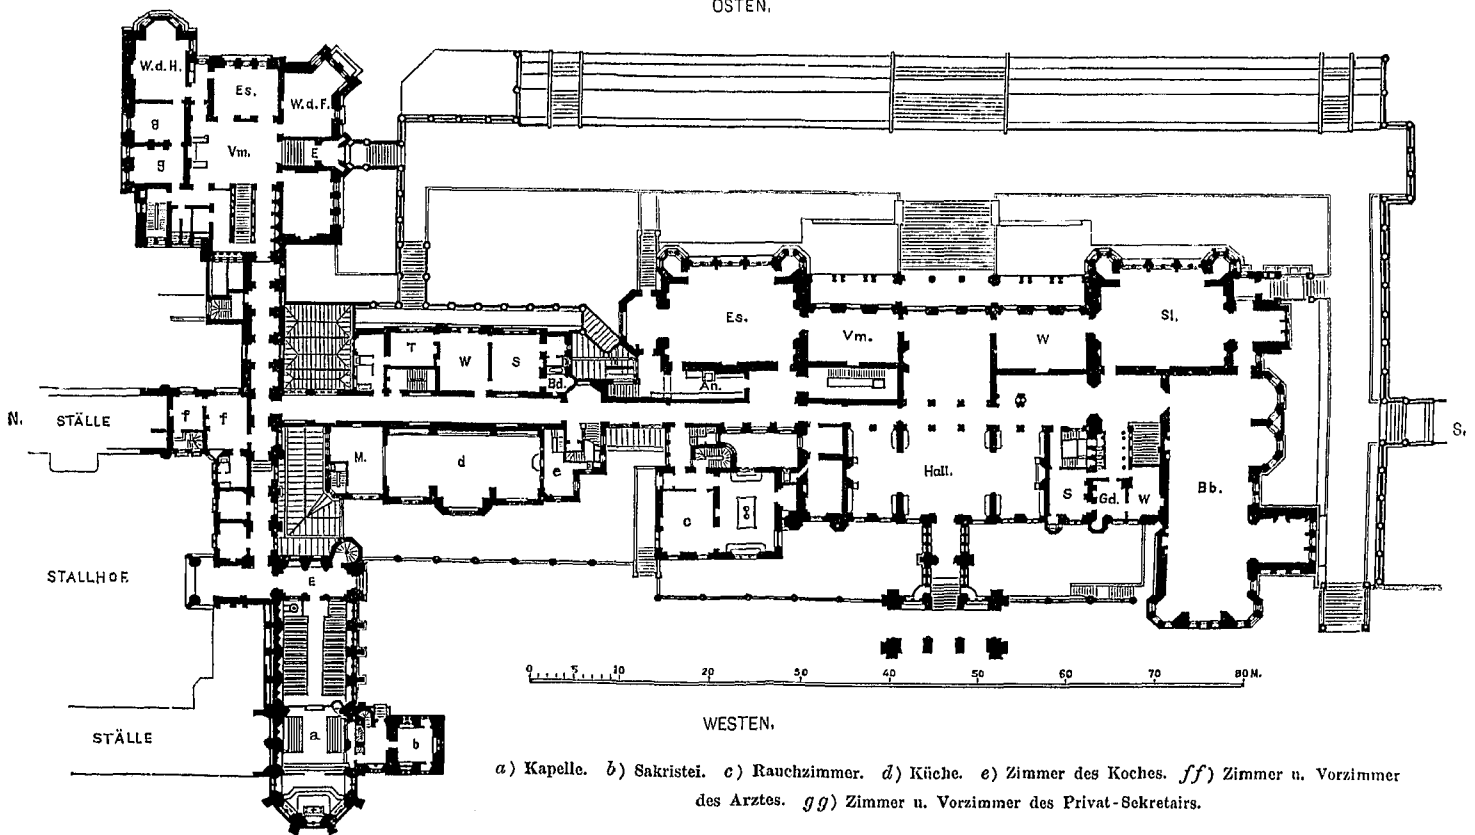 OSTEN.
W.d.H.
Es.
W.d.F.
g
Vm.
E
g
Es.
Sl.
Vm.
W
T
W
S
Bd.
An.
N.
STÄLLE
f
f
S.
M.
d
e
Hall.
Bb.
c
S
Gd.
W
STALLHOF.
E
0 5 10 20 30 40 50 60 70 80 M.
WESTEN.
STÄLLE
a
b
a) Kapelle. b) Sakristei. c) Rauchzimmer. d) Küche. e) Zimmer des Koches. ff) Zimmer u. Vorzimmer
des Arztes. gg) Zimmer u. Vorzimmer des Privat-Sekretairs.